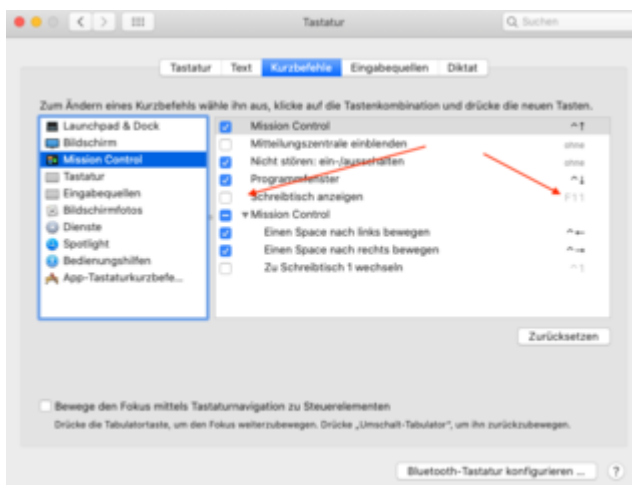 Tastatur
Suchen
Tastatur Text Kurzbefehle Eingabequellen Diktat
Zum Ändern eines Kurzbefehls wähle ihn aus, klicke auf die Tastenkombination und drücke die neuen Tasten.
Launchpad & Dock
Bildschirm
Mission Control
Tastatur
Eingabequellen
Bildschirmfotos
Dienste
Spotlight
Bedienungshilfen
App-Tastaturkurzbefe...
Mission Control ^↑
Mitteilungszentrale einblenden ohne
Nicht stören: ein-/ausschalten ohne
Programmfenster ^↓
Schreibtisch anzeigen F11
Mission Control
Einen Space nach links bewegen ^←
Einen Space nach rechts bewegen ^→
Zu Schreibtisch 1 wechseln ^1
Zurücksetzen
Bewege den Fokus mittels Tastaturnavigation zu Steuerelementen
Drücke die Tabulatortaste, um den Fokus weiterzubewegen. Drücke „Umschalt-Tabulator“, um ihn zurückzubewegen.
Bluetooth-Tastatur konfigurieren ... ?